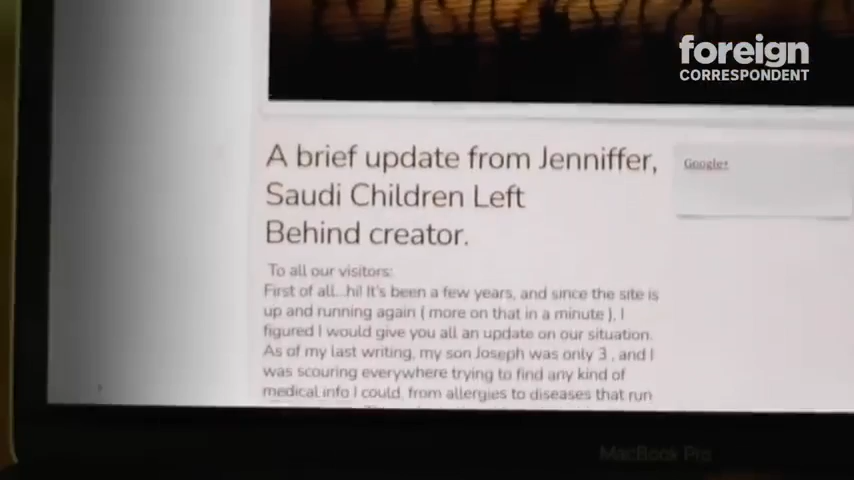 foreign
CORRESPONDENT
A brief update from Jenniffer,
Saudi Children Left
Behind creator.
Google+
To all our visitors:
First of all...hi! It's been a few years, and since the site is
up and running again ( more on that in a minute ), I
figured I would give you all an update on our situation.
As of my last writing, my son Joseph was only 3 , and I
was scouring everywhere trying to find any kind of
medical info I could, from allergies to diseases that run
MacBook Pro